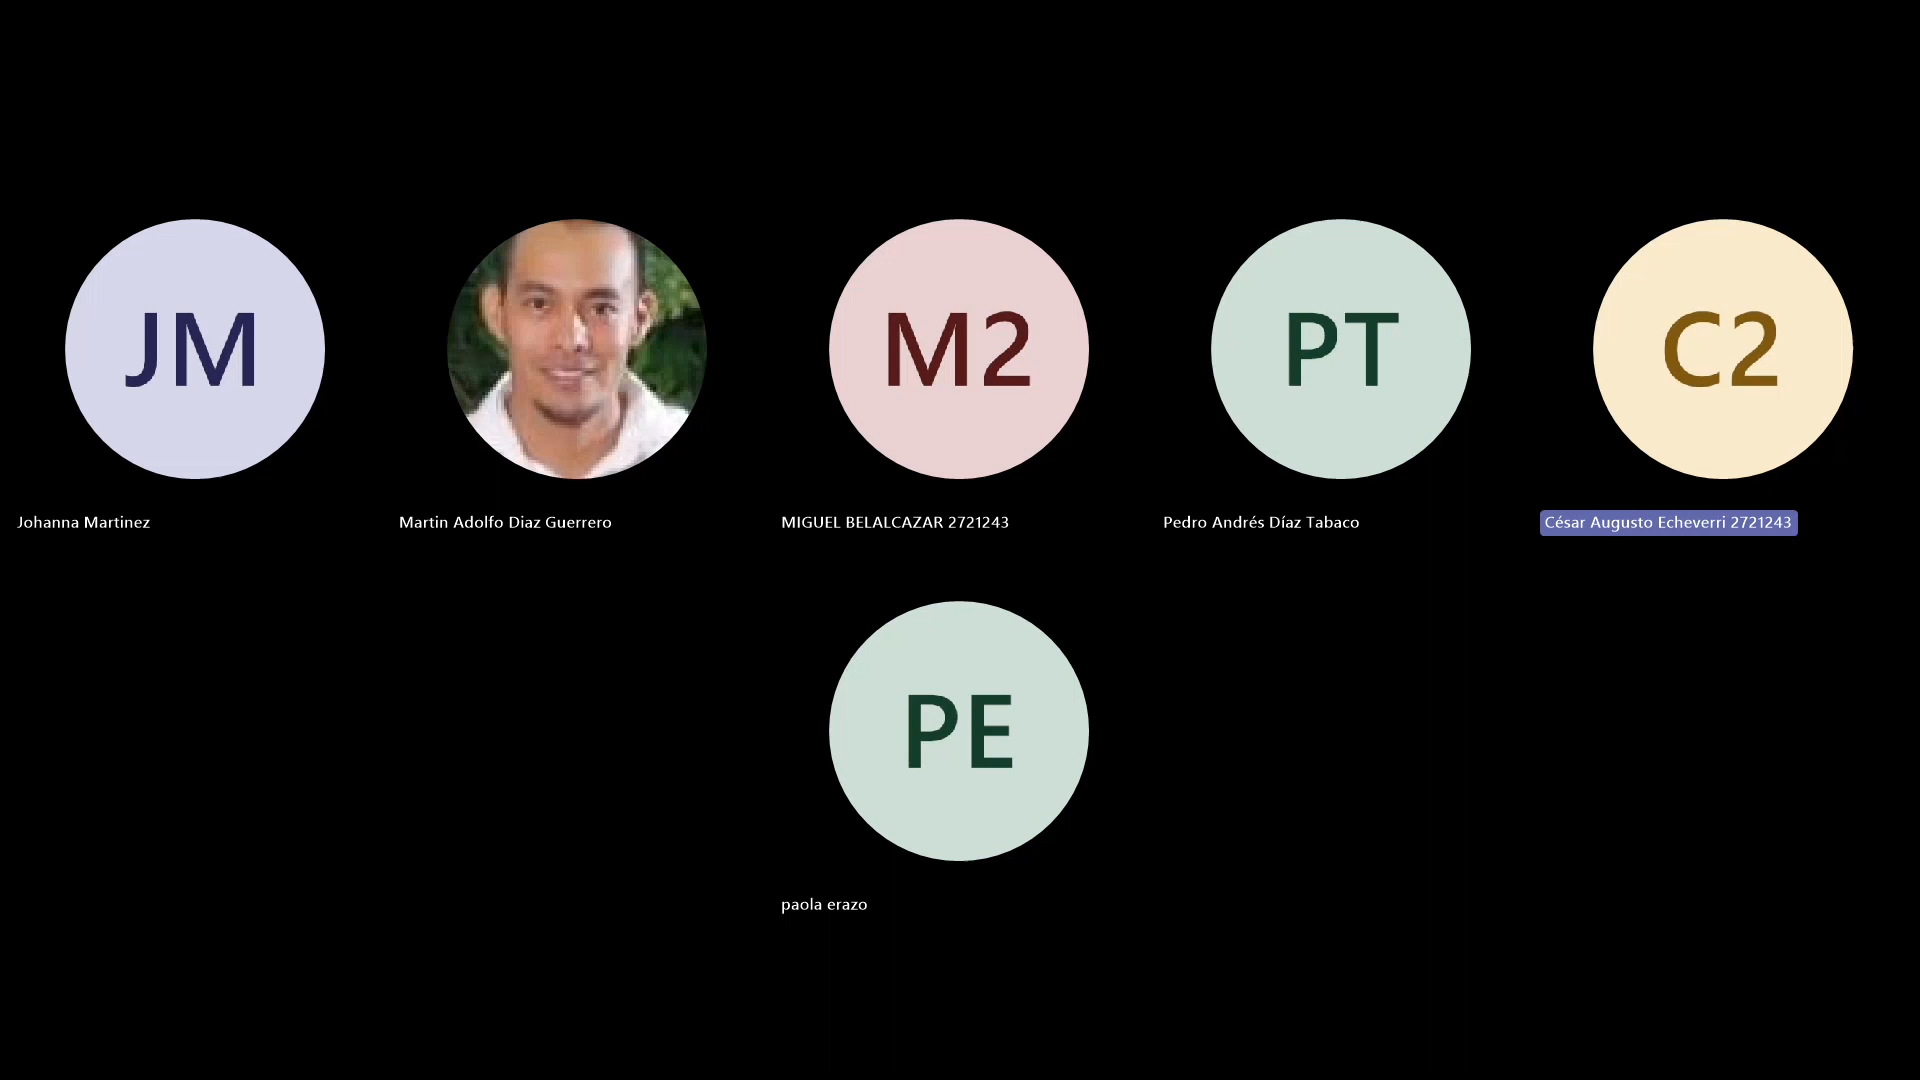 JM
M2
PT
C2
Johanna Martinez
Martin Adolfo Diaz Guerrero
MIGUEL BELALCAZAR 2721243
Pedro Andrés Díaz Tabaco
César Augusto Echeverri 2721243
PE
paola erazo